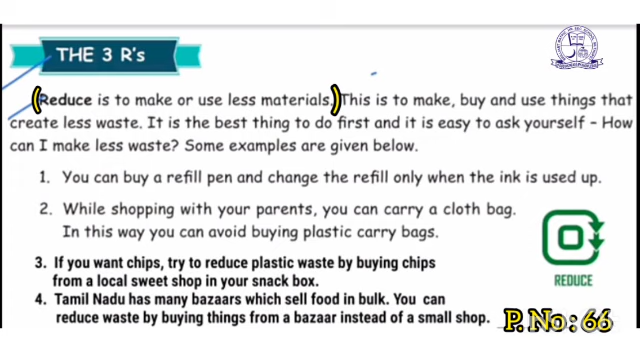 THE 3 R's
(Reduce is to make or use less materials.) This is to make, buy and use things that
create less waste. It is the best thing to do first and it is easy to ask yourself – How
can I make less waste? Some examples are given below.
1. You can buy a refill pen and change the refill only when the ink is used up.
2. While shopping with your parents, you can carry a cloth bag.
In this way you can avoid buying plastic carry bags.
3. If you want chips, try to reduce plastic waste by buying chips
from a local sweet shop in your snack box.
4. Tamil Nadu has many bazaars which sell food in bulk. You can
reduce waste by buying things from a bazaar instead of a small shop.
REDUCE
P. No : 66